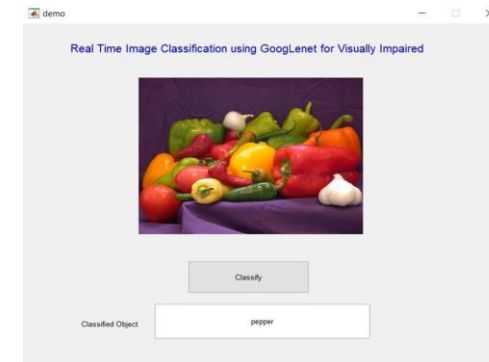 demo
Real Time Image Classification using GoogLenet for Visually Impaired
Classify
Classified Object
pepper